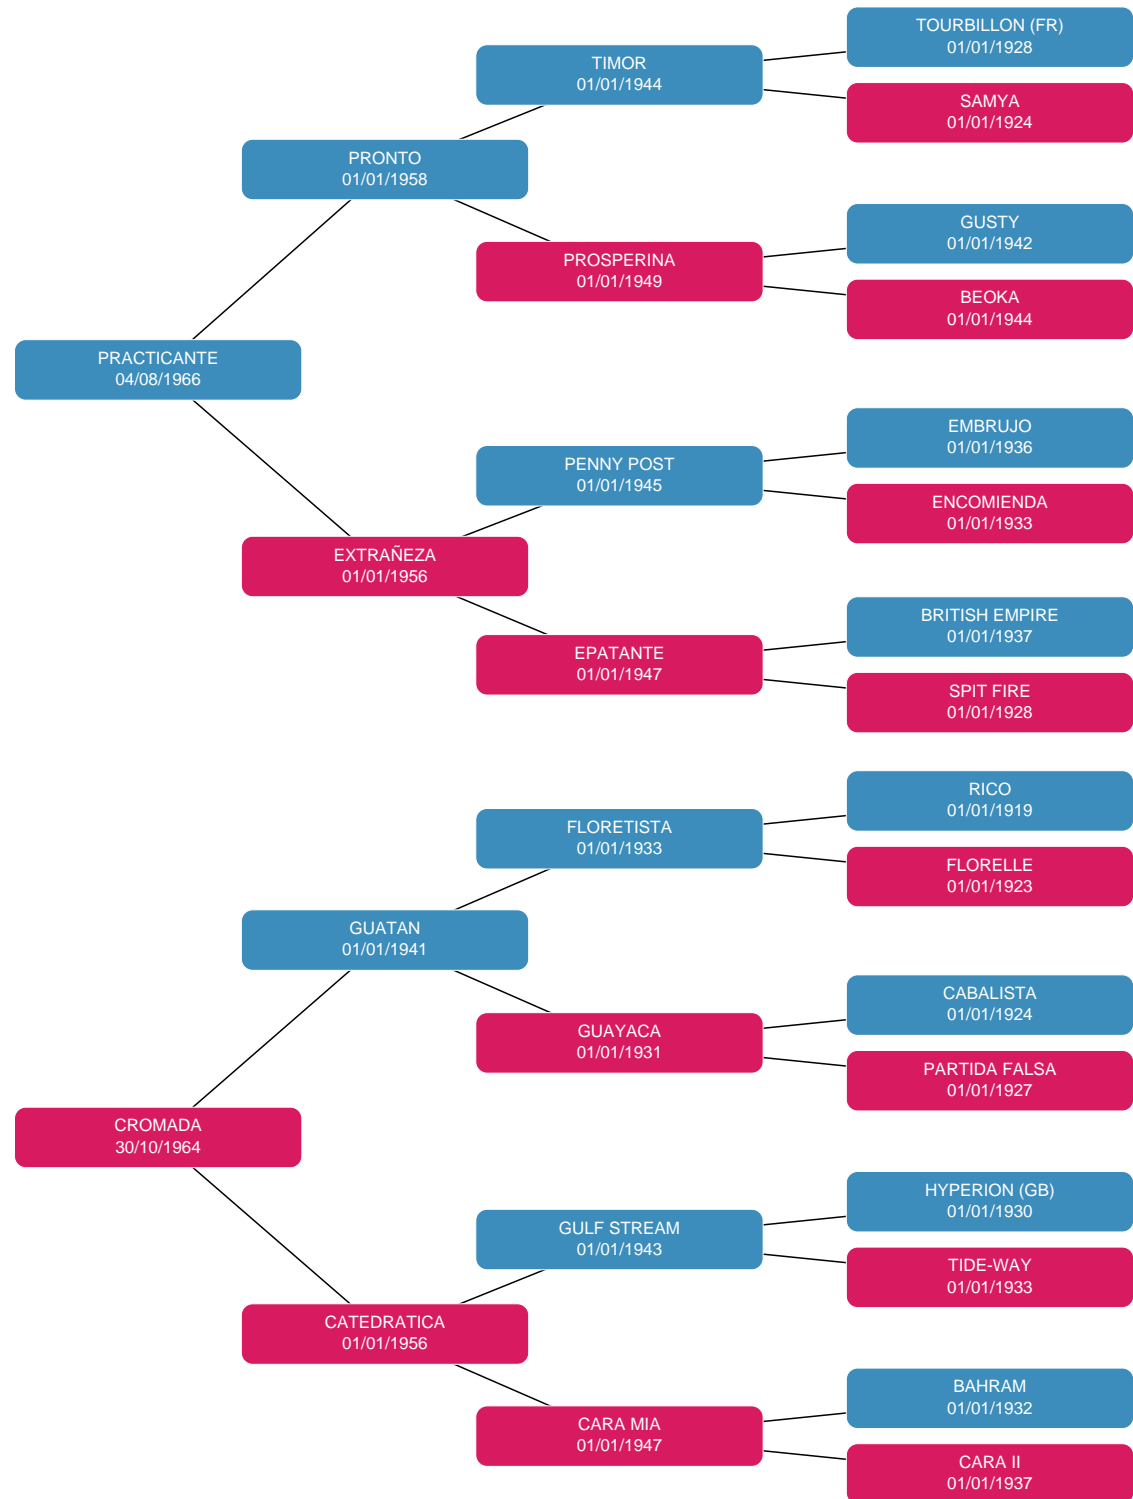 TOURBILLON (FR)
01/01/1928
TIMOR
01/01/1944
SAMYA
01/01/1924
PRONTO
01/01/1958
GUSTY
01/01/1942
PROSPERINA
01/01/1949
BEOKA
01/01/1944
PRACTICANTE
04/08/1966
EMBRUJO
01/01/1936
PENNY POST
01/01/1945
ENCOMIENDA
01/01/1933
EXTRAÑEZA
01/01/1956
BRITISH EMPIRE
01/01/1937
EPATANTE
01/01/1947
SPIT FIRE
01/01/1928
RICO
01/01/1919
FLORETISTA
01/01/1933
FLORELLE
01/01/1923
GUATAN
01/01/1941
CABALISTA
01/01/1924
GUAYACA
01/01/1931
PARTIDA FALSA
01/01/1927
CROMADA
30/10/1964
HYPERION (GB)
01/01/1930
GULF STREAM
01/01/1943
TIDE-WAY
01/01/1933
CATEDRATICA
01/01/1956
BAHRAM
01/01/1932
CARA MIA
01/01/1947
CARA II
01/01/1937